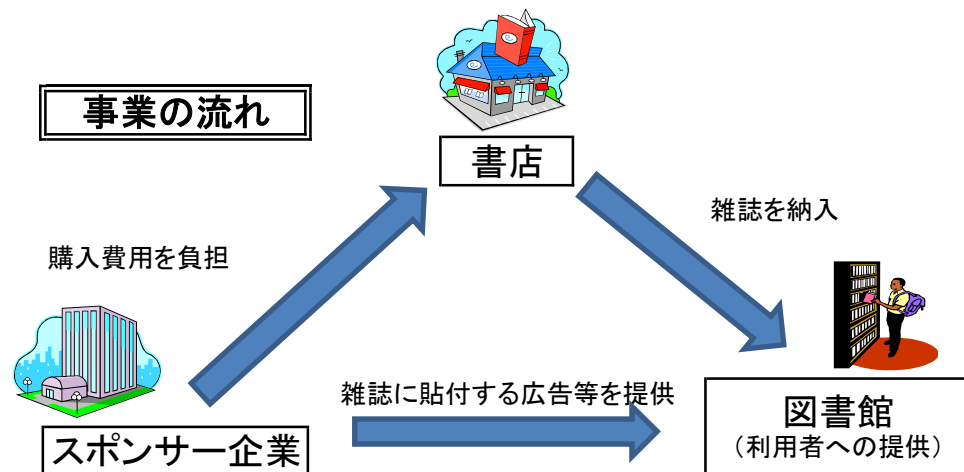 事業の流れ
書店
雑誌を納入
購入費用を負担
雑誌に貼付する広告等を提供
スポンサー企業
図書館
（利用者への提供）